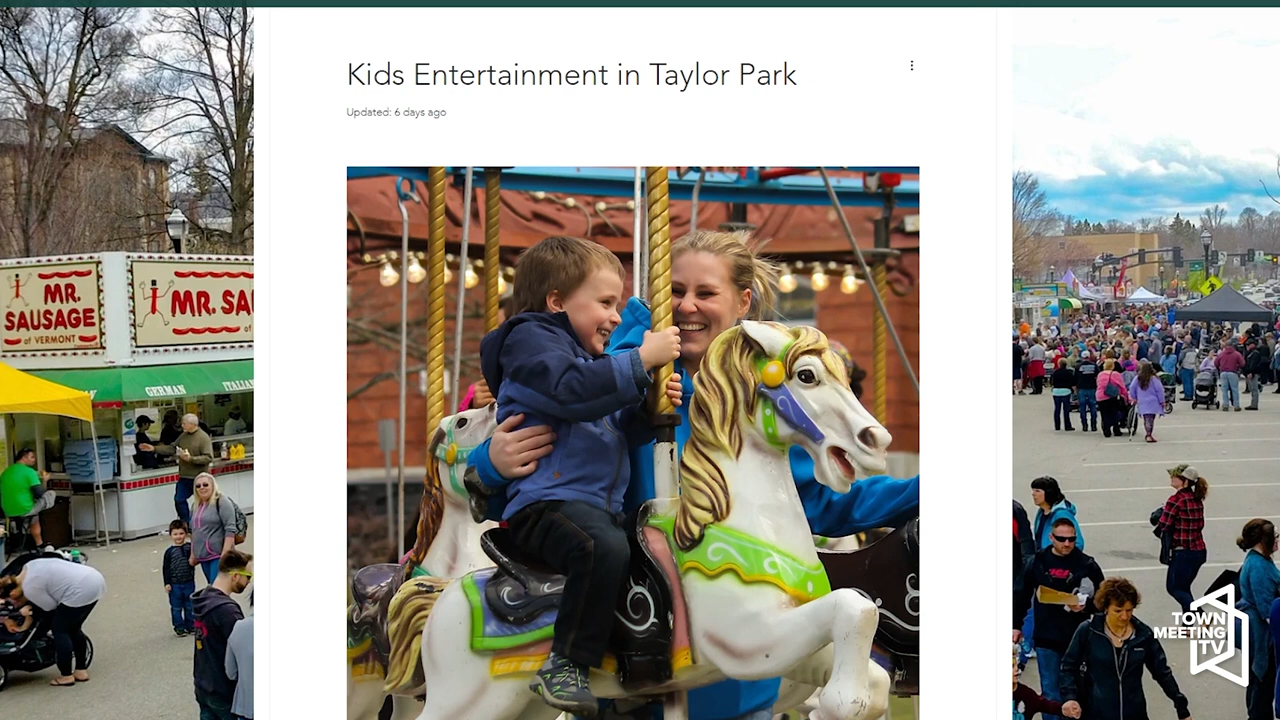 Kids Entertainment in Taylor Park
Updated: 6 days ago
MR.
SAUSAGE
of VERMONT
MR. SA
of
GERMAN
ITALIA
TOWN
MEETING
TV